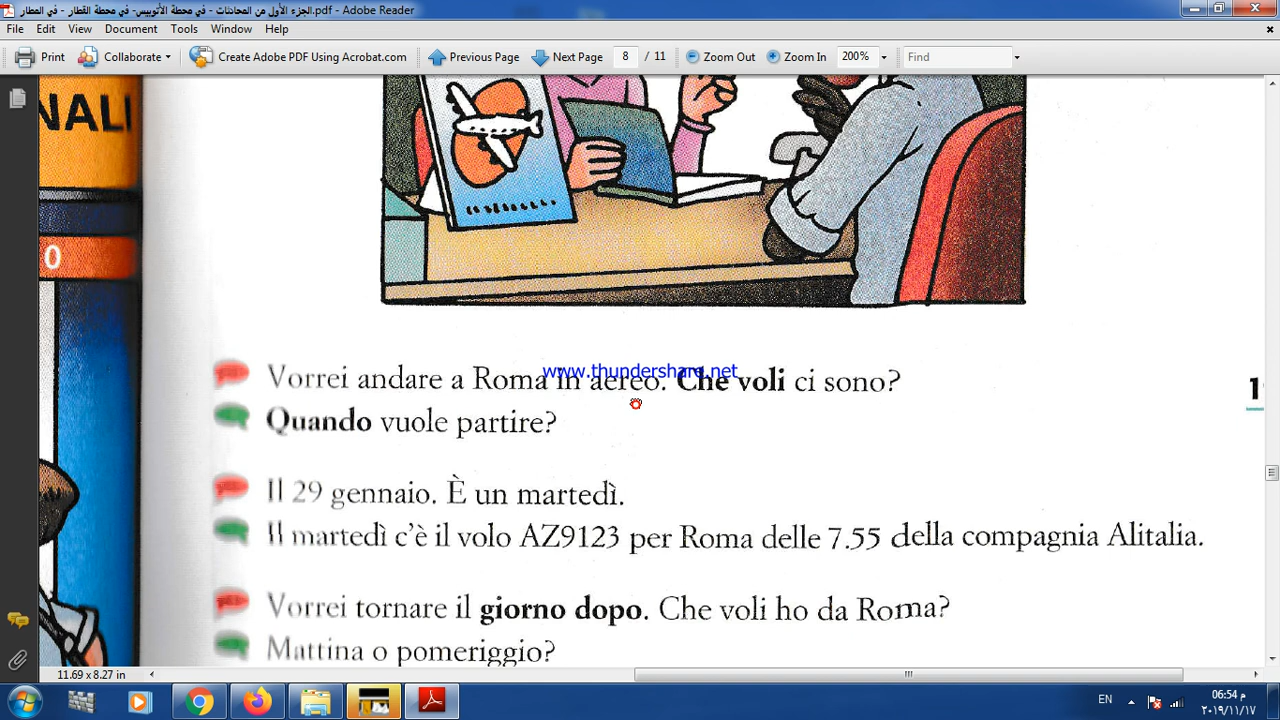 الجزء الأول من المحادثات - في محطة الأتوبيس- في محطة القطار - في المطار.pdf - Adobe Reader
File Edit View Document Tools Window Help
Print Collaborate Create Adobe PDF Using Acrobat.com Previous Page Next Page 8 / 11 Zoom Out Zoom In 200% Find
NALI
0
www.thundershare.net
Vorrei andare a Roma in aereo. Che voli ci sono?
1
Quando vuole partire?
Il 29 gennaio. È un martedì.
Il martedì c'è il volo AZ9123 per Roma delle 7.55 della compagnia Alitalia.
Vorrei tornare il giorno dopo. Che voli ho da Roma?
Mattina o pomeriggio?
11.69 x 8.27 in
EN
06:54 م
٢٠١٩/١١/١٧